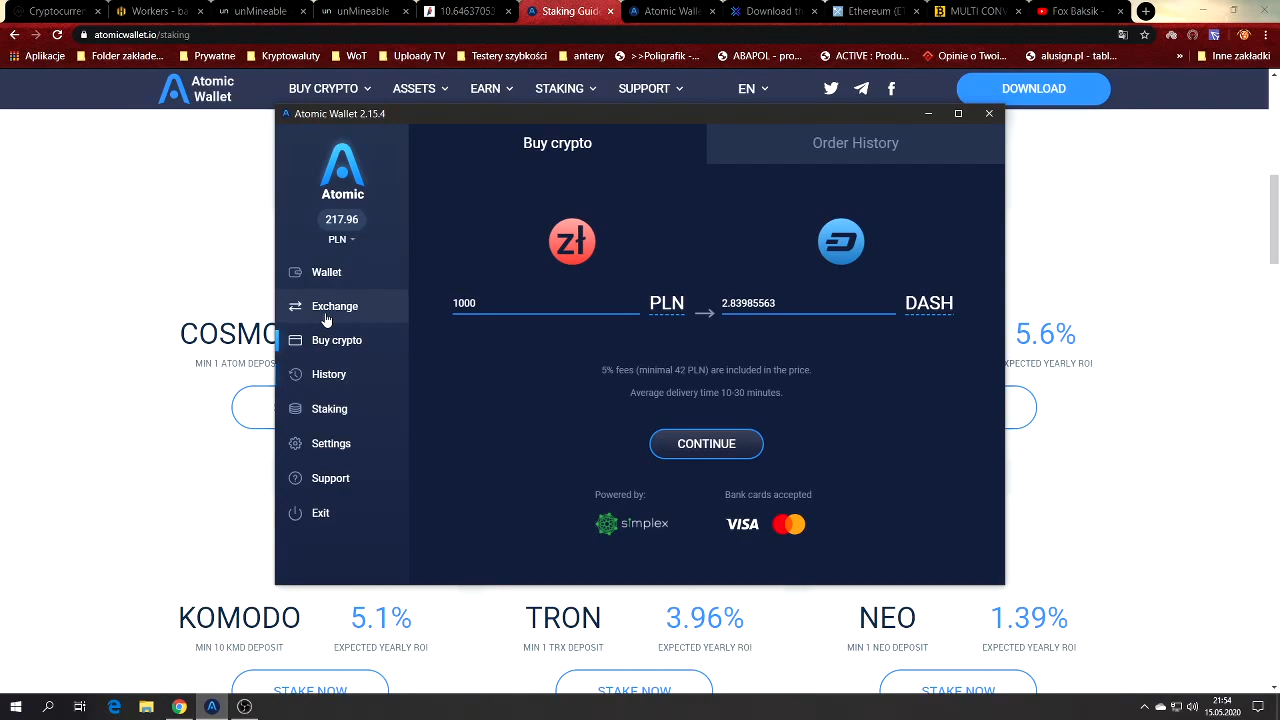 Cryptocurren
Workers - ba
unMineable
unMineable
10.64637053
Staking Guid
Atomic Walle
Download th
Ethereum (ET
MULTI CONV
Fox Baksik -
atomicwallet.io/staking
Aplikacje
Prywatne
Kryptowaluty
WoT
Uploady TV
Testery szybkości
anteny
>>Poligrafik -...
ABAPOL - pro...
ACTIVE : Produ...
Opinie o Twoi...
alusign.pl - tabl...
»
Inne zakładki
Atomic Wallet
BUY CRYPTO
ASSETS
EARN
STAKING
SUPPORT
EN
DOWNLOAD
Atomic Wallet 2.15.4
Atomic
217.96
PLN
Wallet
Exchange
Buy crypto
History
Staking
Settings
Support
Exit
Buy crypto
Order History
zł
1000
PLN
2.83985563
DASH
5% fees (minimal 42 PLN) are included in the price.
Average delivery time 10-30 minutes.
CONTINUE
Powered by:
Bank cards accepted
simplex
VISA
COSMO
MIN 1 ATOM DEPOS
5.6%
XPECTED YEARLY ROI
KOMODO
5.1%
MIN 10 KMD DEPOSIT
EXPECTED YEARLY ROI
STAKE NOW
TRON
3.96%
MIN 1 TRX DEPOSIT
EXPECTED YEARLY ROI
STAKE NOW
NEO
1.39%
MIN 1 NEO DEPOSIT
EXPECTED YEARLY ROI
STAKE NOW
21:54
15.05.2020